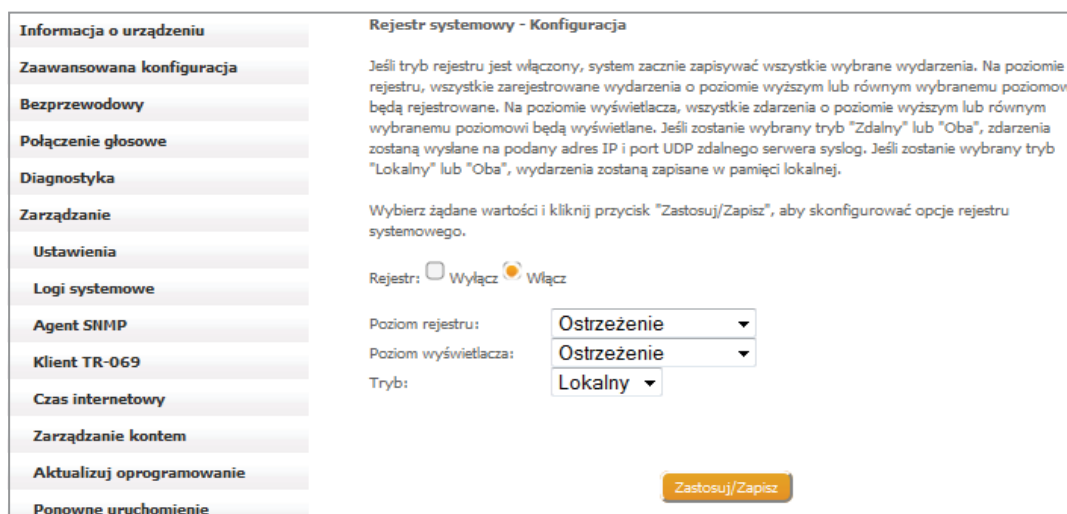 Informacja o urządzeniu
Zaawansowana konfiguracja
Bezprzewodowy
Połączenie głosowe
Diagnostyka
Zarządzanie
Ustawienia
Logi systemowe
Agent SNMP
Klient TR-069
Czas internetowy
Zarządzanie kontem
Aktualizuj oprogramowanie
Ponowne uruchomienie
Rejestr systemowy - Konfiguracja
Jeśli tryb rejestru jest włączony, system zacznie zapisywać wszystkie wybrane wydarzenia. Na poziomie
rejestru, wszystkie zarejestrowane wydarzenia o poziomie wyższym lub równym wybranemu poziomow
będą rejestrowane. Na poziomie wyświetlacza, wszystkie zdarzenia o poziomie wyższym lub równym
wybranemu poziomowi będą wyświetlane. Jeśli zostanie wybrany tryb "Zdalny" lub "Oba", zdarzenia
zostaną wysłane na podany adres IP i port UDP zdalnego serwera syslog. Jeśli zostanie wybrany tryb
"Lokalny" lub "Oba", wydarzenia zostaną zapisane w pamięci lokalnej.
Wybierz żądane wartości i kliknij przycisk "Zastosuj/Zapisz", aby skonfigurować opcje rejestru
systemowego.
Rejestr: Wyłącz Włącz
Poziom rejestru: Ostrzeżenie
Poziom wyświetlacza: Ostrzeżenie
Tryb: Lokalny
Zastosuj/Zapisz